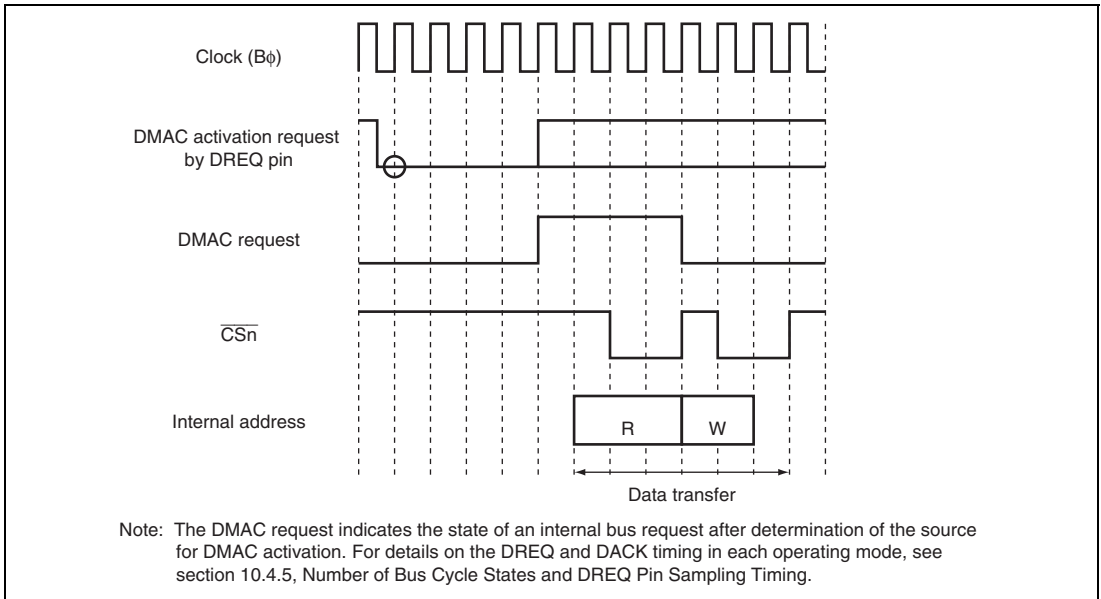 Clock (Bϕ)
DMAC activation request
by DREQ pin
DMAC request
CSn
Internal address
R
W
Data transfer
Note: The DMAC request indicates the state of an internal bus request after determination of the source
for DMAC activation. For details on the DREQ and DACK timing in each operating mode, see
section 10.4.5, Number of Bus Cycle States and DREQ Pin Sampling Timing.